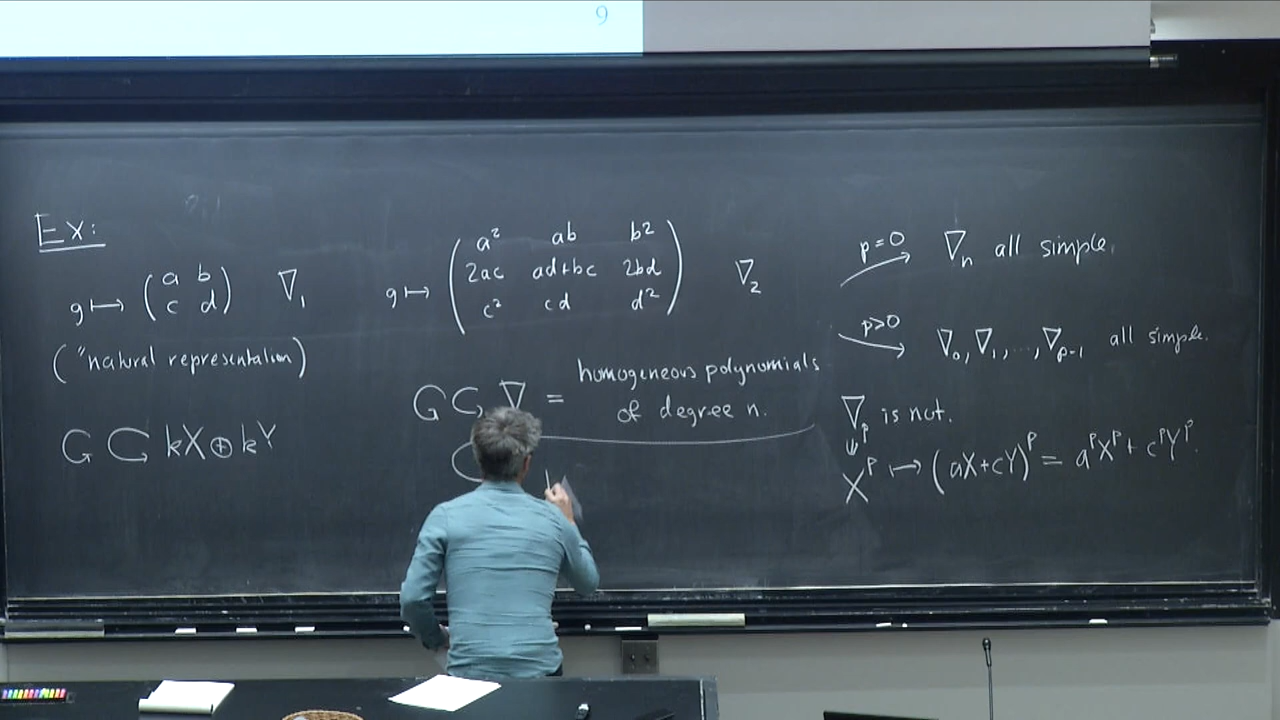 9
Ex:
g ↦ ( a b ) ∇₁
( c d )
("natural representation)
G ⊂ kX ⊕ kY
g ↦ ( a² ab b² ) ∇₂
( 2ac ad+bc 2bd )
( c² cd d² )
G ⊂ ∇ = homogeneous polynomials
of degree n.
p=0 ∇ₙ all simple.
p>0 ∇₀, ∇₁, ..., ∇ₚ₋₁ all simple.
∇ₚ is not.
Xᵖ ↦ (aX+cY)ᵖ = aᵖXᵖ + cᵖYᵖ.